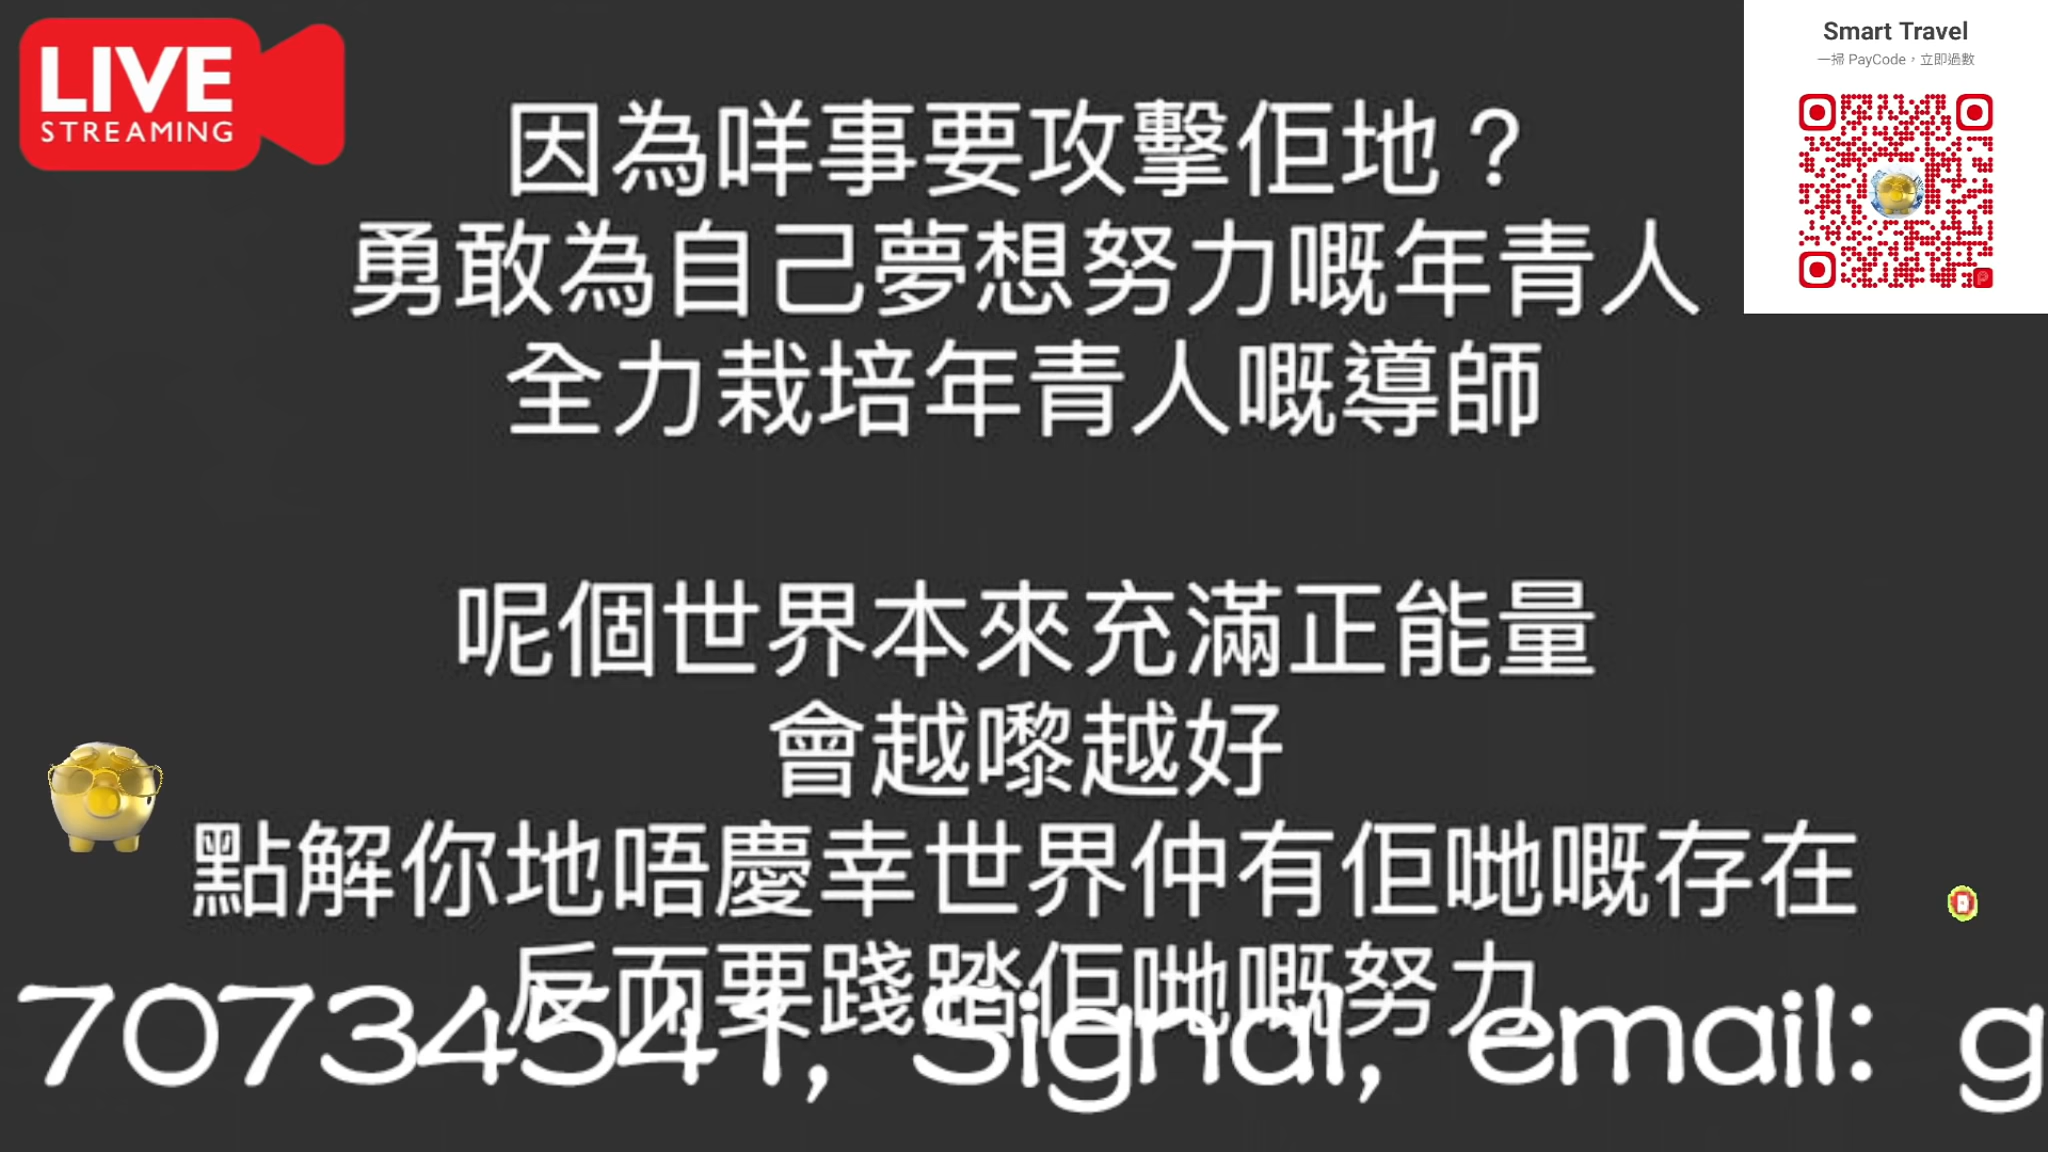 LIVE
STREAMING
Smart Travel
一掃 PayCode，立即過數
因為咩事要攻擊佢地？
勇敢為自己夢想努力嘅年青人
全力栽培年青人嘅導師
呢個世界本來充滿正能量
會越嚟越好
點解你地唔慶幸世界仲有佢哋嘅存在
反而要踐踏佢哋嘅努力
70734541, Signal, email: g